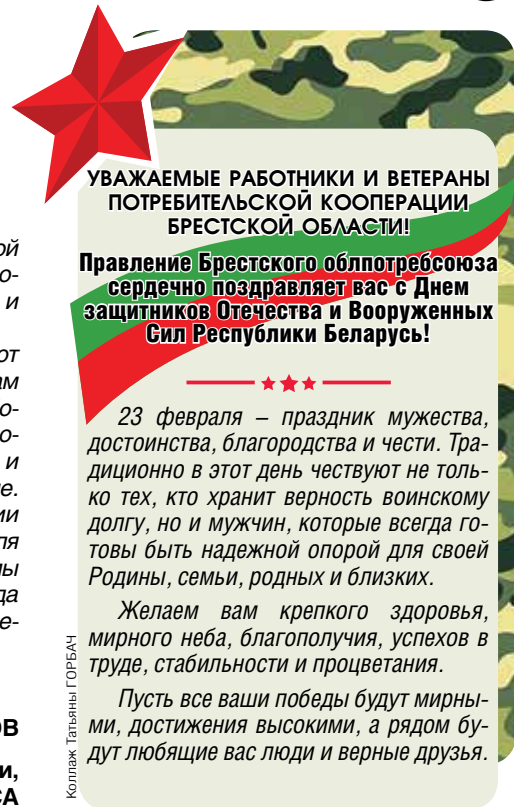 УВАЖАЕМЫЕ РАБОТНИКИ И ВЕТЕРАНЫ
ПОТРЕБИТЕЛЬСКОЙ КООПЕРАЦИИ
БРЕСТСКОЙ ОБЛАСТИ!
Правление Брестского облпотребсоюза
сердечно поздравляет вас с Днем
защитников Отечества и Вооруженных
Сил Республики Беларусь!
23 февраля – праздник мужества,
достоинства, благородства и чести. Тра-
диционно в этот день чествуют не толь-
ко тех, кто хранит верность воинскому
долгу, но и мужчин, которые всегда го-
товы быть надежной опорой для своей
Родины, семьи, родных и близких.
Желаем вам крепкого здоровья,
мирного неба, благополучия, успехов в
труде, стабильности и процветания.
Пусть все ваши победы будут мирны-
ми, достижения высокими, а рядом бу-
дут любящие вас люди и верные друзья.
Коллаж Татьяны ГОРБАЧ